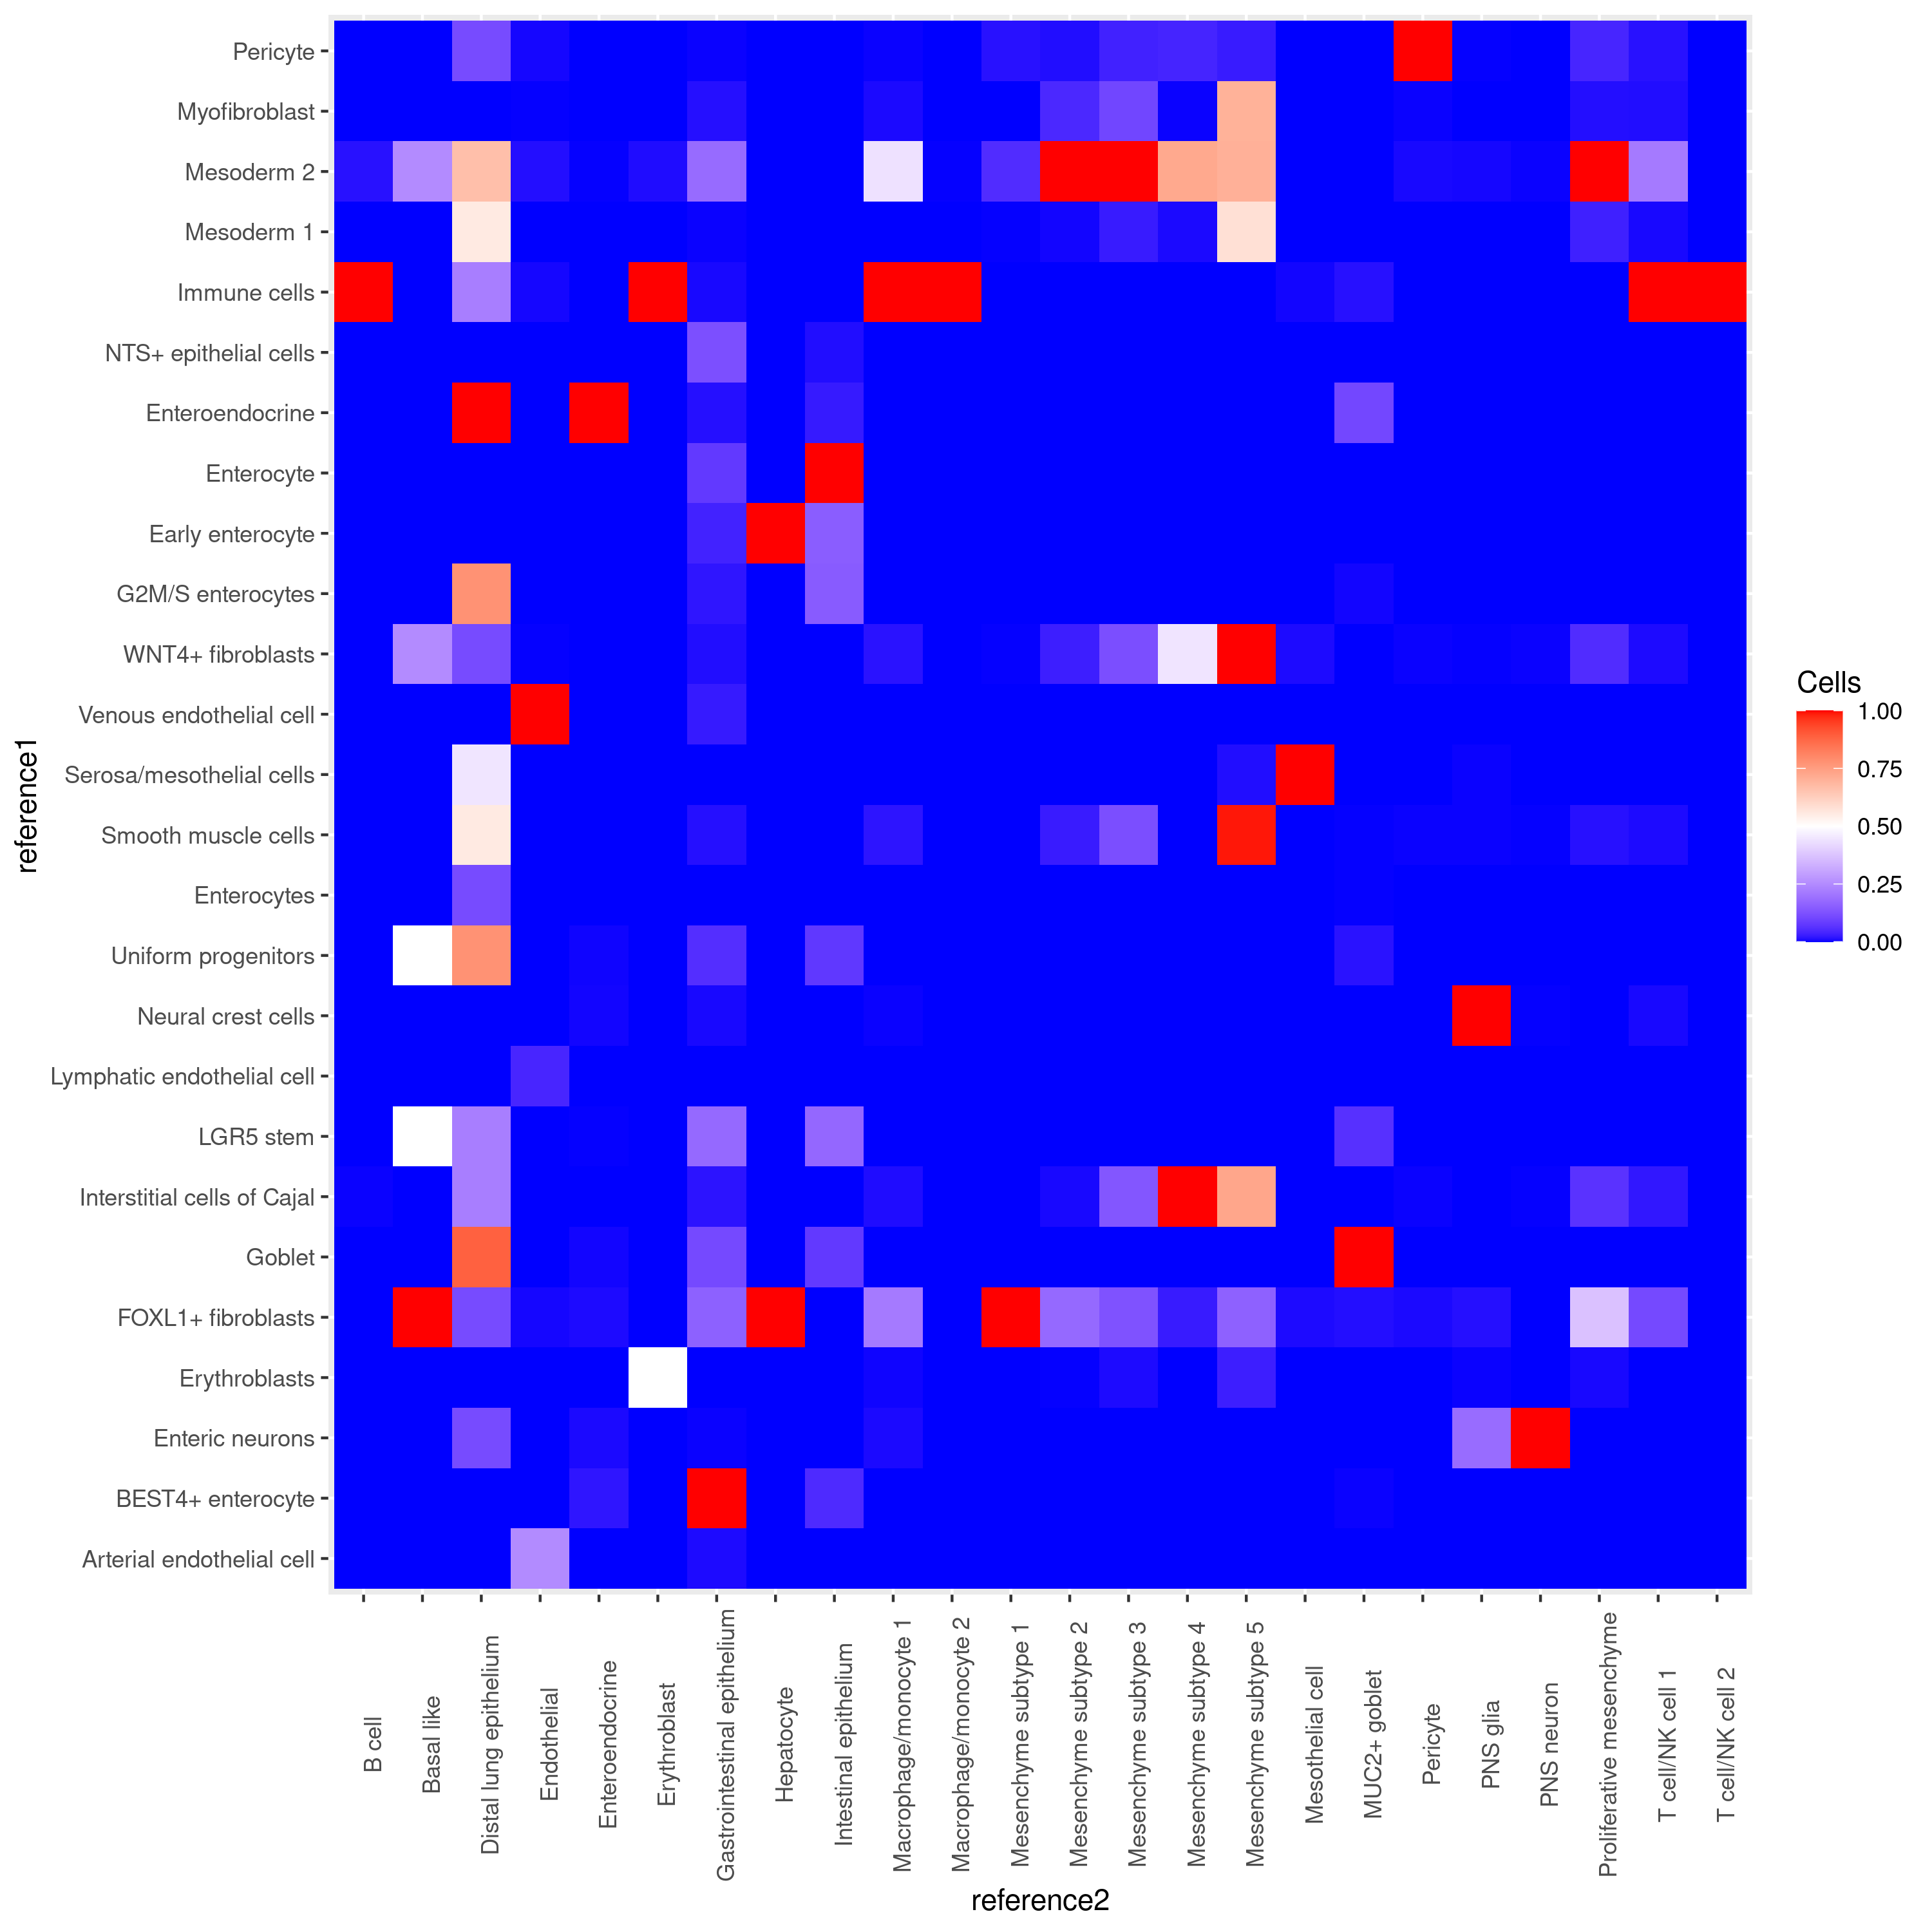 Pericyte
Myofibroblast
Mesoderm 2
Mesoderm 1
Immune cells
NTS+ epithelial cells
Enteroendocrine
Enterocyte
Early enterocyte
G2M/S enterocytes
WNT4+ fibroblasts
Venous endothelial cell
Serosa/mesothelial cells
Smooth muscle cells
Enterocytes
Uniform progenitors
Neural crest cells
Lymphatic endothelial cell
LGR5 stem
Interstitial cells of Cajal
Goblet
FOXL1+ fibroblasts
Erythroblasts
Enteric neurons
BEST4+ enterocyte
Arterial endothelial cell
reference1
B cell
Basal like
Distal lung epithelium
Endothelial
Enteroendocrine
Erythroblast
Gastrointestinal epithelium
Hepatocyte
Intestinal epithelium
Macrophage/monocyte 1
Macrophage/monocyte 2
Mesenchyme subtype 1
Mesenchyme subtype 2
Mesenchyme subtype 3
Mesenchyme subtype 4
Mesenchyme subtype 5
Mesothelial cell
MUC2+ goblet
Pericyte
PNS glia
PNS neuron
Proliferative mesenchyme
T cell/NK cell 1
T cell/NK cell 2
reference2
Cells
1.00
0.75
0.50
0.25
0.00